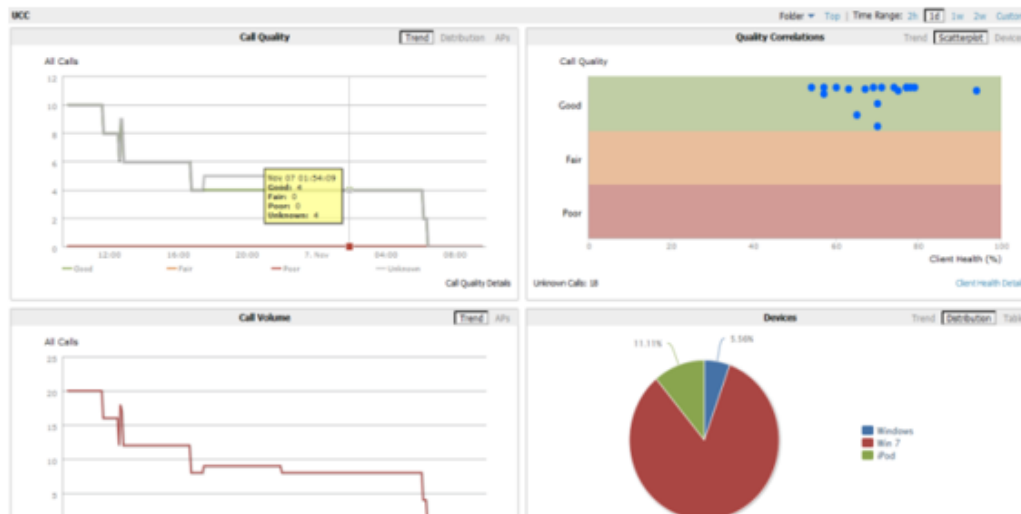 UCC
Folder Top | Time Range: 2h 1d 1w 2w Custom
Call Quality Trend Distribution APs
All Calls
12
10
8
6
4
2
0
Nov 07 01:54:09
Good: 4
Fair: 0
Poor: 0
Unknown: 4
12:00 16:00 20:00 7. Nov 04:00 08:00
Good Fair Poor Unknown
Call Quality Details
Quality Correlations Trend Scatterplot Device
Call Quality
Good
Fair
Poor
0 20 40 60 80 100
Client Health (%)
Unknown Calls: 18 Client Health Detail
Call Volume Trend APs
All Calls
25
20
15
10
5
Devices Trend Distribution Tabl
11.11% 5.56%
Windows
Win 7
iPod